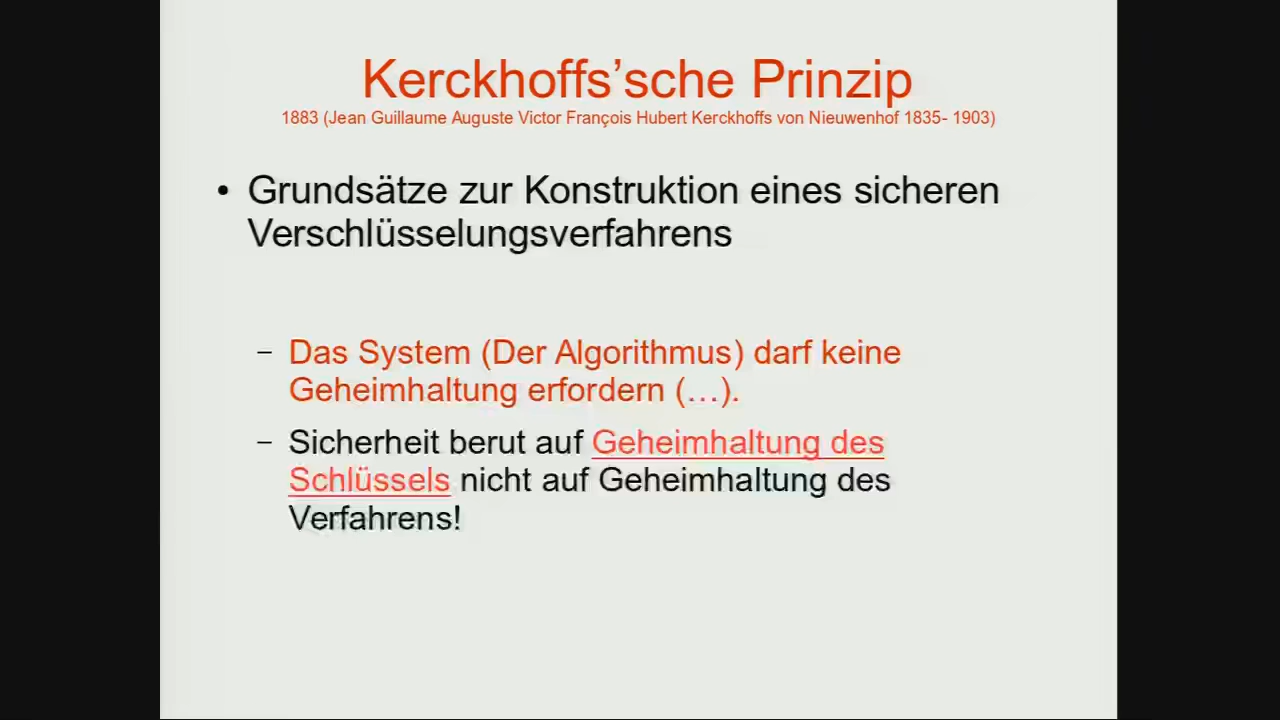 Kerckhoffs’sche Prinzip
1883 (Jean Guillaume Auguste Victor François Hubert Kerckhoffs von Nieuwenhof 1835- 1903)
• Grundsätze zur Konstruktion eines sicheren
Verschlüsselungsverfahrens
– Das System (Der Algorithmus) darf keine
Geheimhaltung erfordern (…).
– Sicherheit berut auf Geheimhaltung des
Schlüssels nicht auf Geheimhaltung des
Verfahrens!